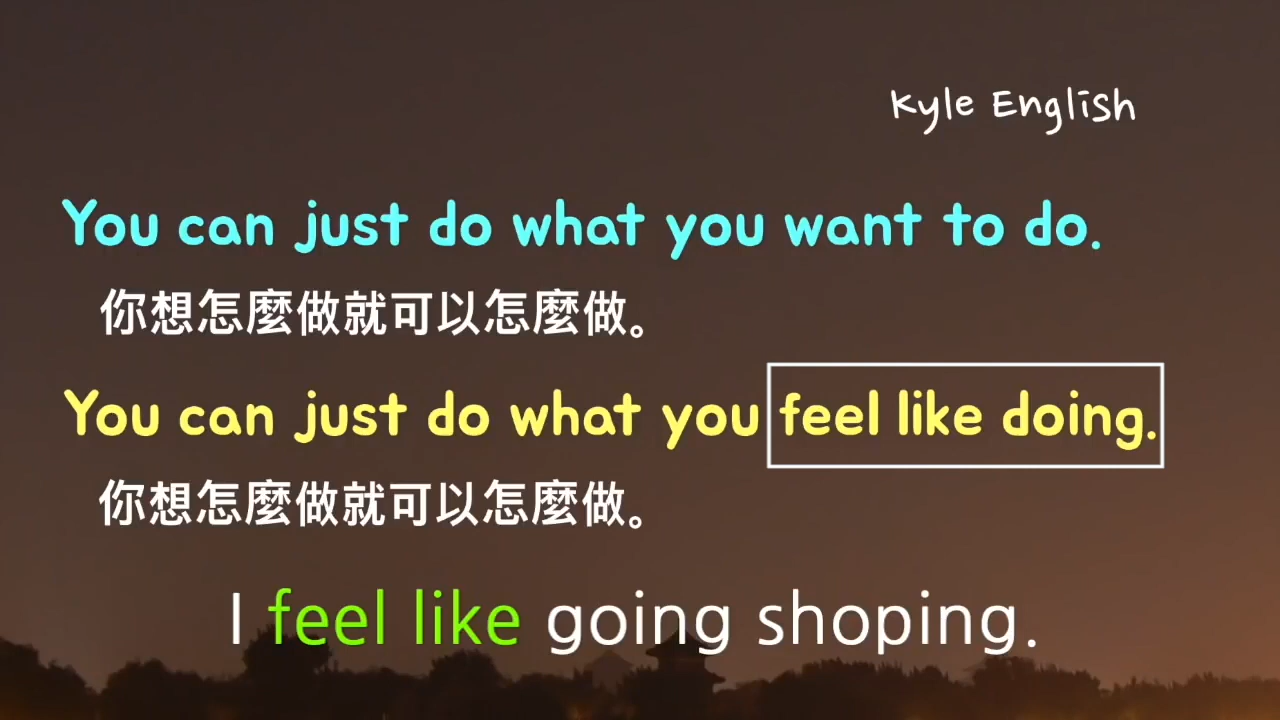 Kyle English
You can just do what you want to do.
你想怎麼做就可以怎麼做。
You can just do what you feel like doing.
你想怎麼做就可以怎麼做。
I feel like going shoping.